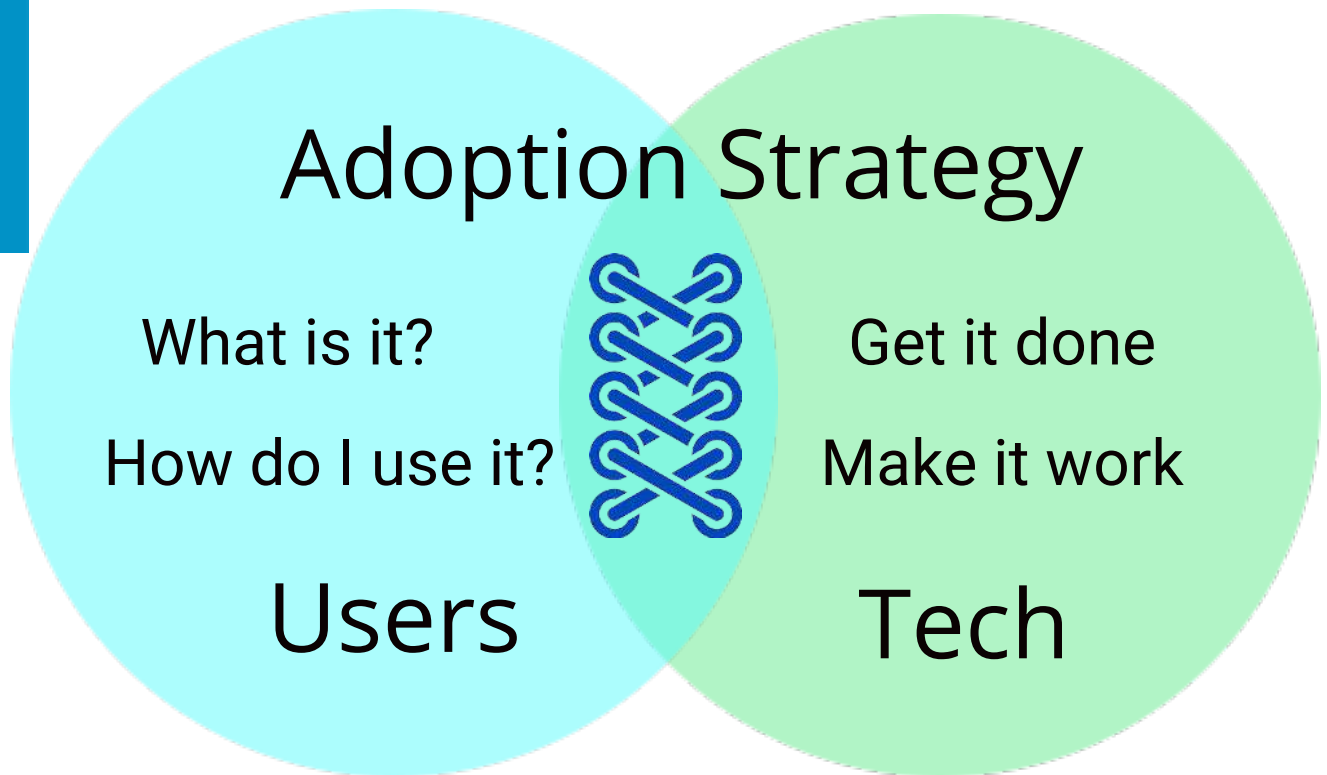 Adoption Strategy
What is it?
Get it done
How do I use it?
Make it work
Users
Tech